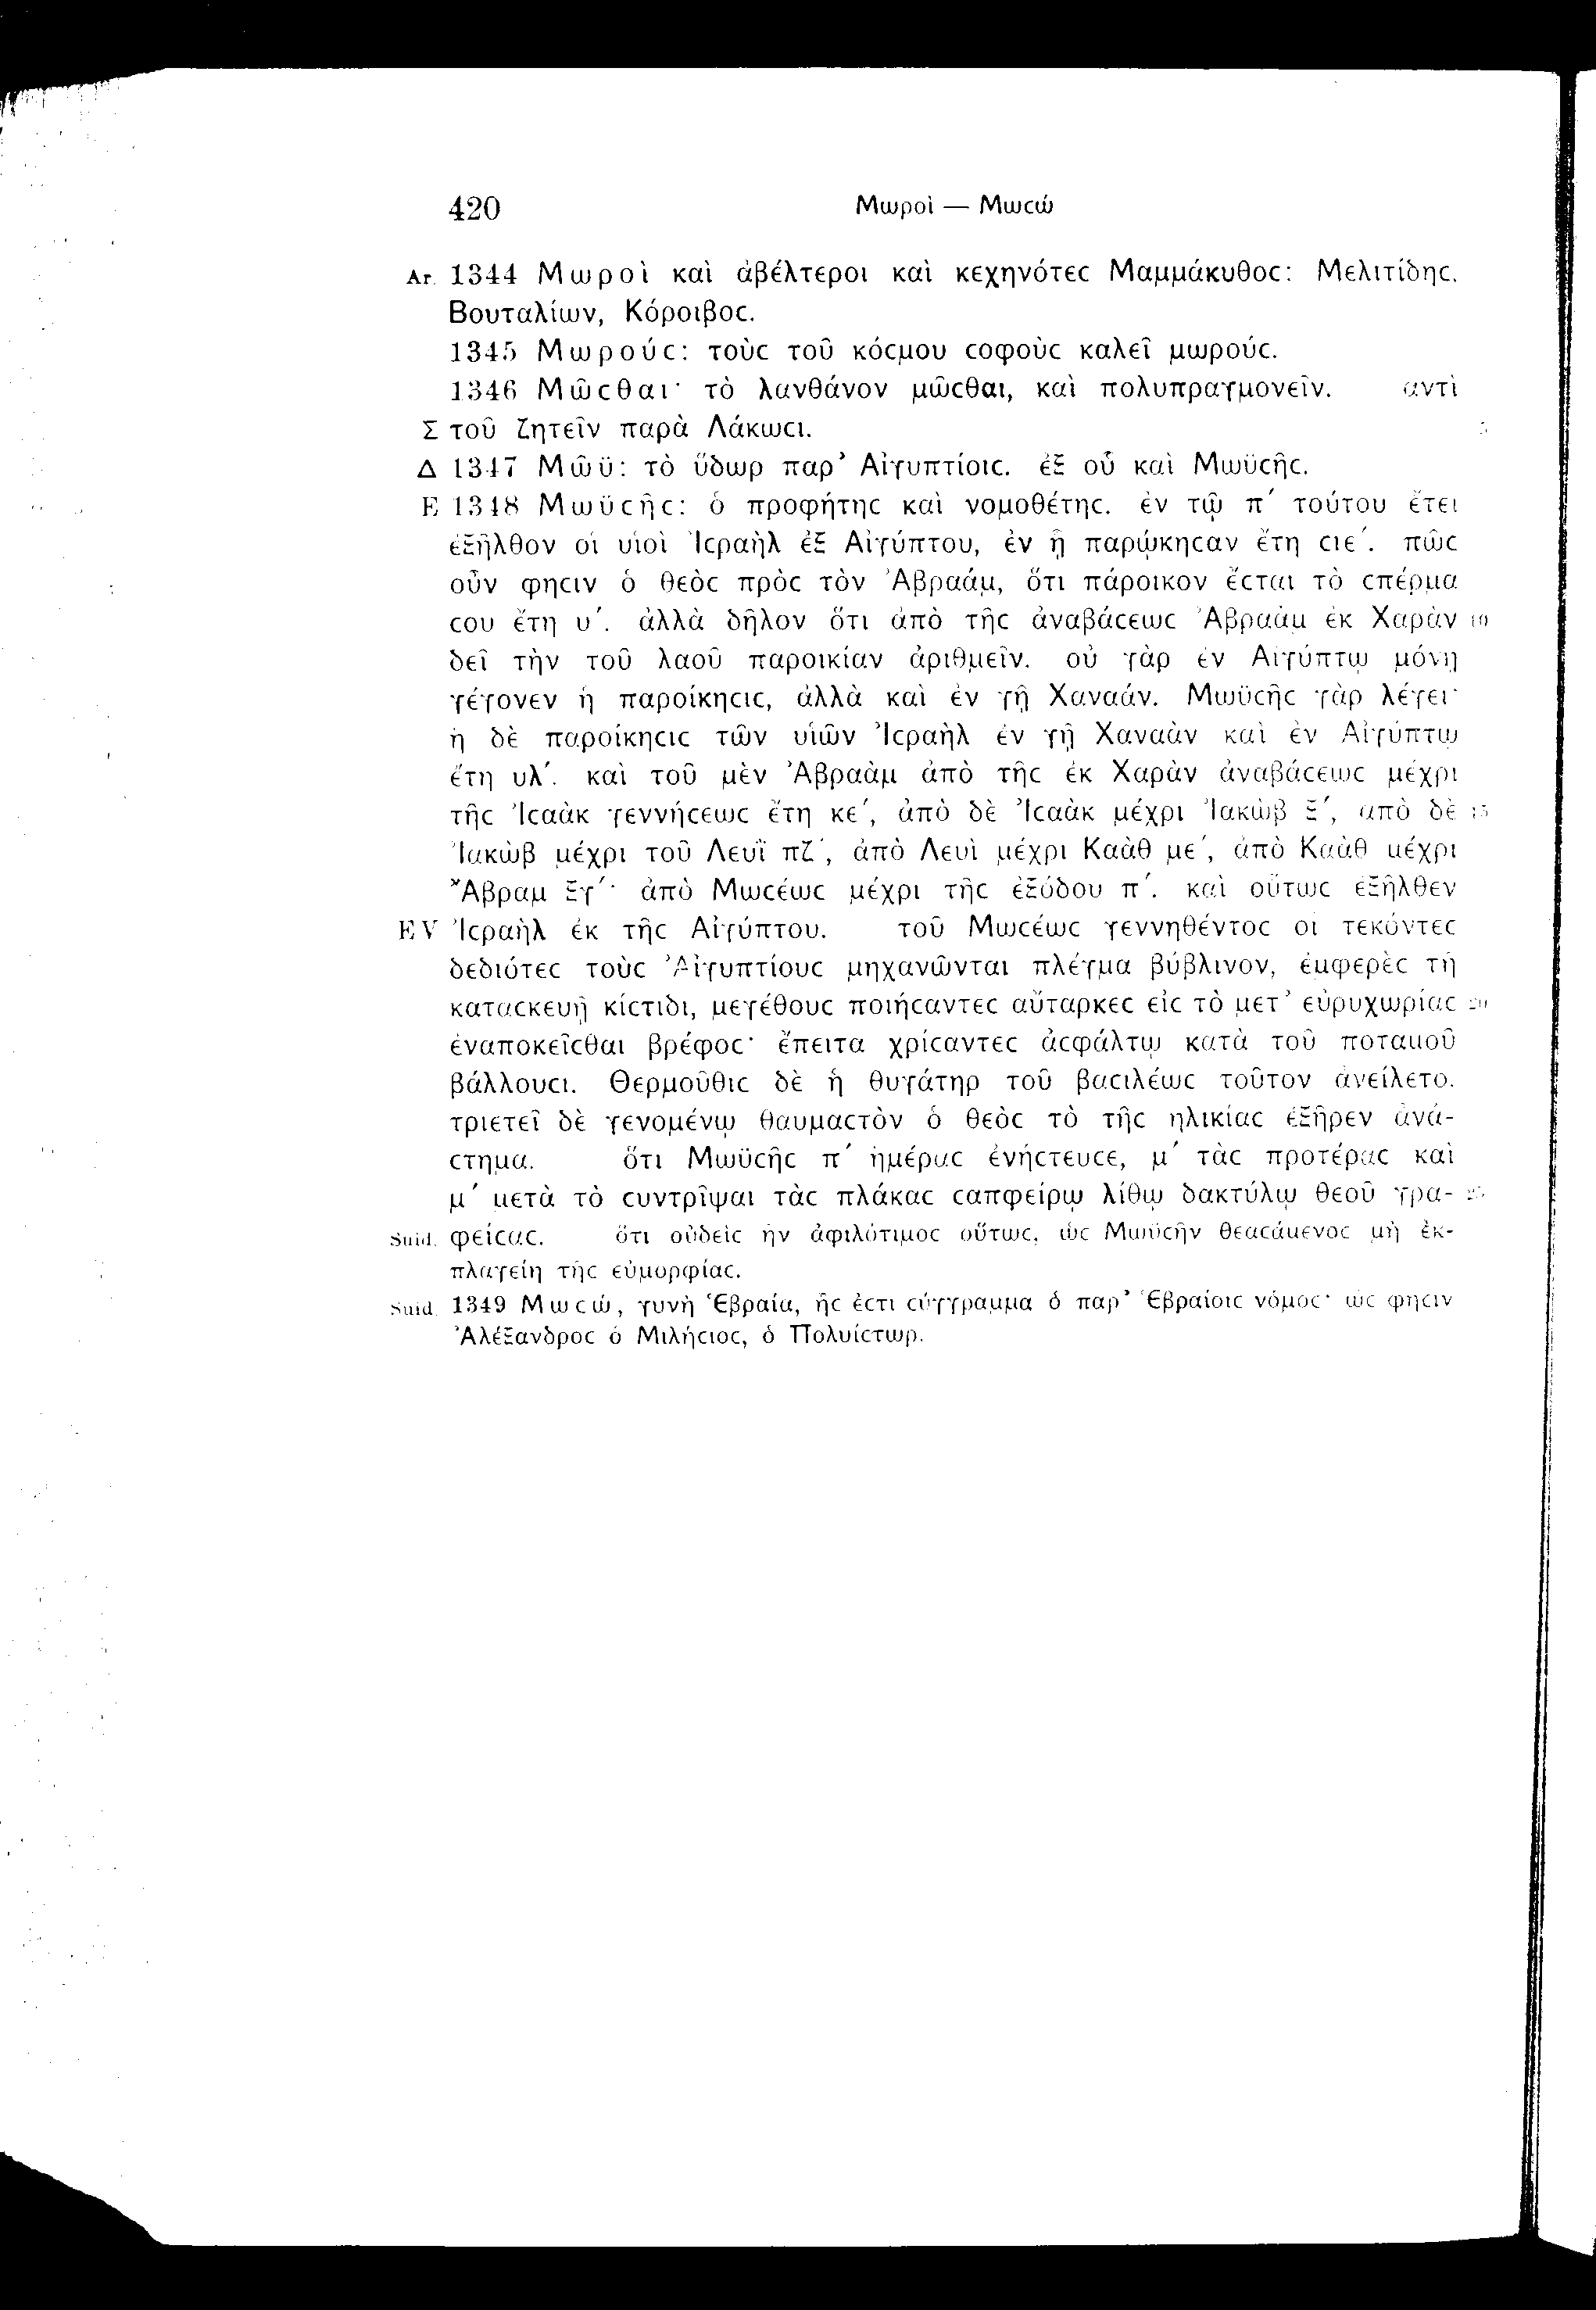 420 Μωροὶ — Μωϲώ
Ar. 1344 Μωροὶ καὶ ἀβέλτεροι καὶ κεχηνότεϲ Μαμμάκυθοϲ: Μελιτίδηϲ.
Βουταλίων, Κόροιβοϲ.
1345 Μωρούϲ: τοὺϲ τοῦ κόϲμου ϲοφοὺϲ καλεῖ μωρούϲ.
1346 Μῶϲθαι· τὸ λανθάνον μῶϲθαι, καὶ πολυπραγμονεῖν. ἀντὶ
Σ τοῦ ζητεῖν παρὰ Λάκωϲι. 5
Δ 1347 Μῶϋ: τὸ ὕδωρ παρ’ Αἰγυπτίοιϲ. ἐξ οὗ καὶ Μωϋϲῆϲ.
E 1348 Μωϋϲῆϲ: ὁ προφήτηϲ καὶ νομοθέτηϲ. ἐν τῷ π΄ τούτου ἔτει
ἐξῆλθον οἱ υἱοὶ Ἰϲραὴλ ἐξ Αἰγύπτου, ἐν ᾗ παρῴκηϲαν ἔτη ϲιε΄. πῶϲ
οὖν φηϲιν ὁ θεὸϲ πρὸϲ τὸν Ἀβραάμ, ὅτι πάροικον ἔϲται τὸ ϲπέρμα
ϲου ἔτη υ΄. ἀλλὰ δῆλον ὅτι ἀπὸ τῆϲ ἀναβάϲεωϲ Ἀβραὰμ ἐκ Χαρὰν 10
δεῖ τὴν τοῦ λαοῦ παροικίαν ἀριθμεῖν. οὐ γὰρ ἐν Αἰγύπτῳ μόνῃ
γέγονεν ἡ παροίκηϲιϲ, ἀλλὰ καὶ ἐν γῇ Χαναάν. Μωϋϲῆϲ γὰρ λέγει·
ἡ δὲ παροίκηϲιϲ τῶν υἱῶν Ἰϲραὴλ ἐν γῇ Χαναὰν καὶ ἐν Αἰγύπτῳ
ἔτη υλ΄. καὶ τοῦ μὲν Ἀβραὰμ ἀπὸ τῆϲ ἐκ Χαρὰν ἀναβάϲεωϲ μέχρι
τῆϲ Ἰϲαὰκ γεννήϲεωϲ ἔτη κε΄, ἀπὸ δὲ Ἰϲαὰκ μέχρι Ἰακὼβ ξ΄, ἀπὸ δὲ 15
Ἰακὼβ μέχρι τοῦ Λευῒ πζ΄, ἀπὸ Λευὶ μέχρι Καὰθ με΄, ἀπὸ Καὰθ μέχρι
Ἄβραμ ξγ΄· ἀπὸ Μωϲέωϲ μέχρι τῆϲ ἐξόδου π΄. καὶ οὕτωϲ ἐξῆλθεν
EV Ἰϲραὴλ ἐκ τῆϲ Αἰγύπτου. τοῦ Μωϲέωϲ γεννηθέντοϲ οἱ τεκόντεϲ
δεδιότεϲ τοὺϲ Αἰγυπτίουϲ μηχανῶνται πλέγμα βύβλινον, ἐμφερὲϲ τῇ
καταϲκευῇ κίϲτιδι, μεγέθουϲ ποιήϲαντεϲ αὔταρκεϲ εἰϲ τὸ μετ’ εὐρυχωρίαϲ 20
ἐναποκεῖϲθαι βρέφοϲ· ἔπειτα χρίϲαντεϲ ἀϲφάλτῳ κατὰ τοῦ ποταμοῦ
βάλλουϲι. Θερμοῦθιϲ δὲ ἡ θυγάτηρ τοῦ βαϲιλέωϲ τοῦτον ἀνείλετο.
τριετεῖ δὲ γενομένῳ θαυμαϲτὸν ὁ θεὸϲ τὸ τῆϲ ἡλικίαϲ ἐξῆρεν ἀνά-
ϲτημα. ὅτι Μωϋϲῆϲ π΄ ἡμέραϲ ἐνήϲτευϲε, μ΄ τὰϲ προτέραϲ καὶ
μ΄ μετὰ τὸ ϲυντρῖψαι τὰϲ πλάκαϲ ϲαπφείρῳ λίθῳ δακτύλῳ θεοῦ γρα- 25
Suid. φείϲαϲ. ὅτι οὐδεὶϲ ἦν ἀφιλότιμοϲ οὕτωϲ, ὡϲ Μωϋϲῆν θεαϲάμενοϲ μὴ ἐκ-
πλαγείη τῆϲ εὐμορφίαϲ.
Suid. 1349 Μωϲώ, γυνὴ Ἑβραία, ἧϲ ἐϲτι ϲύγγραμμα ὁ παρ’ Ἑβραίοιϲ νόμοϲ· ὥϲ φηϲιν
Ἀλέξανδροϲ ὁ Μιλήϲιοϲ, ὁ Πολυίϲτωρ.